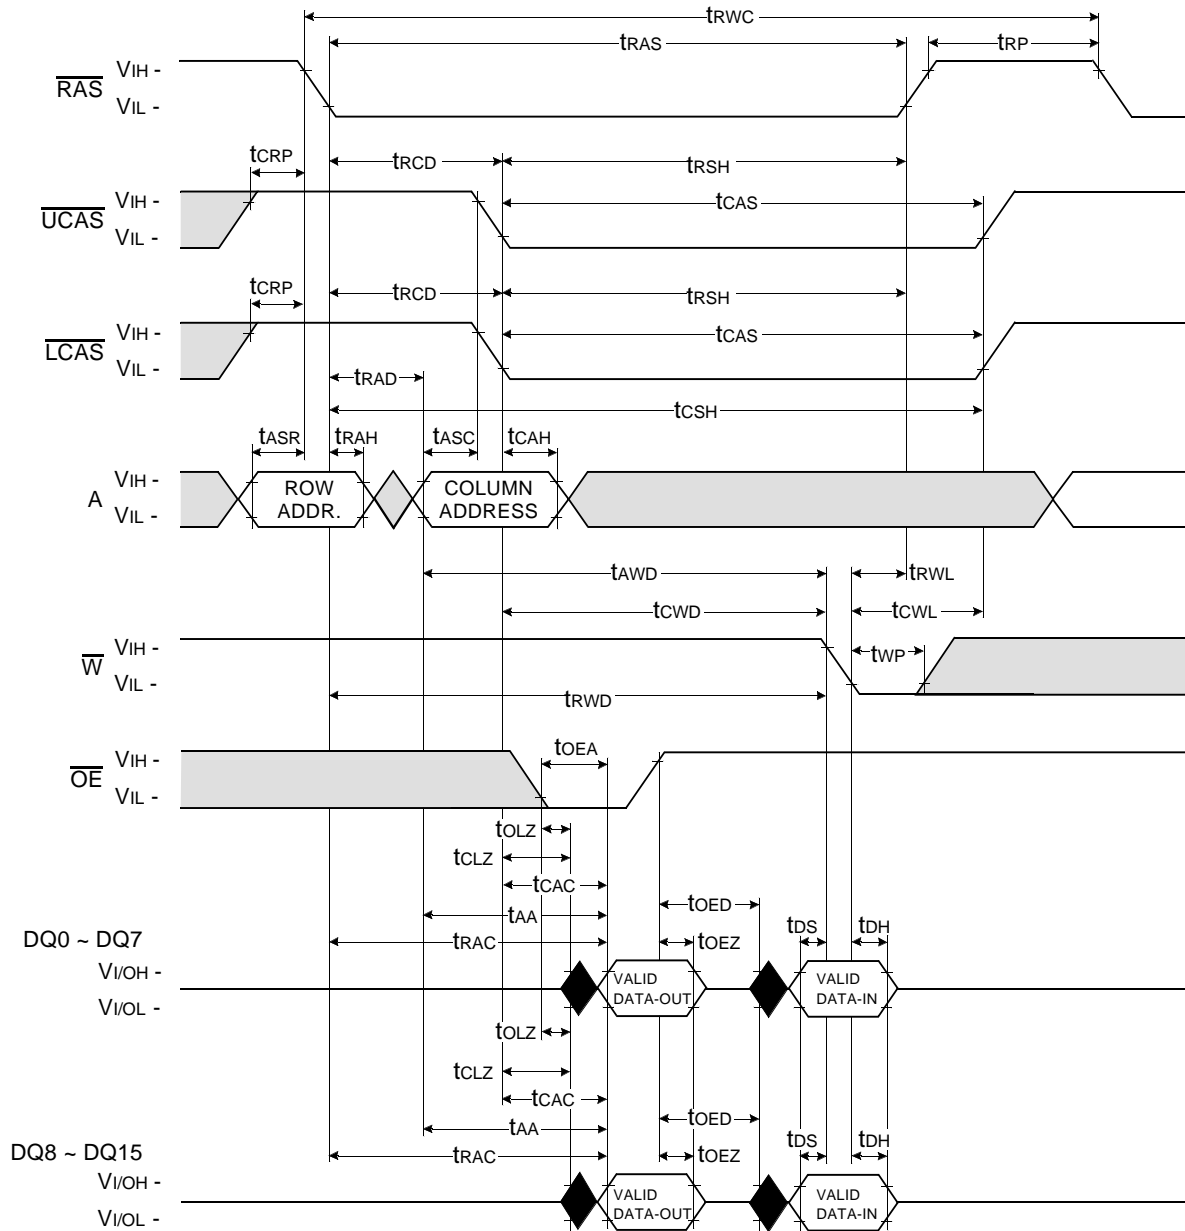 tRWC
tRAS
tRP
RAS
VIH -
VIL -
tCRP
tRCD
tRSH
UCAS
VIH -
VIL -
tCAS
tCRP
tRCD
tRSH
LCAS
VIH -
VIL -
tCAS
tRAD
tCSH
tASR
tRAH
tASC
tCAH
A
VIH -
VIL -
ROW
ADDR.
COLUMN
ADDRESS
tAWD
tRWL
tCWD
tCWL
W
VIH -
VIL -
tWP
tRWD
OE
VIH -
VIL -
tOEA
tOLZ
tCLZ
tCAC
tOED
tAA
tDS
tDH
DQ0 ~ DQ7
tRAC
tOEZ
VI/OH -
VI/OL -
VALID
DATA-OUT
VALID
DATA-IN
tOLZ
tCLZ
tCAC
tOED
tAA
tDS
tDH
DQ8 ~ DQ15
tRAC
tOEZ
VI/OH -
VI/OL -
VALID
DATA-OUT
VALID
DATA-IN